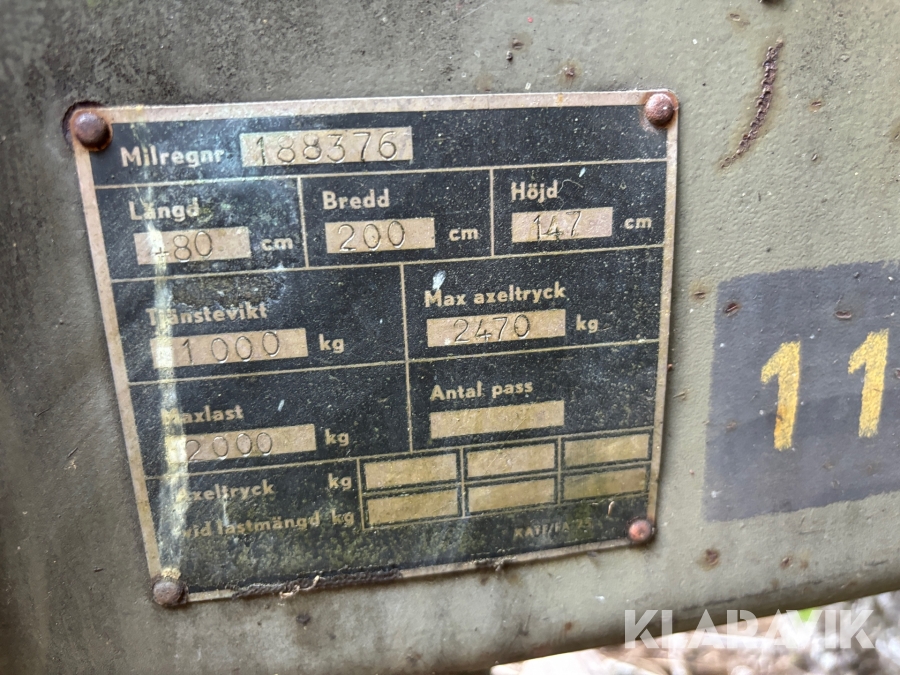 Milregnr 188376
Längd Bredd Höjd
480 cm 200 cm 147 cm
Tjänstevikt Max axeltryck
1000 kg 2470 kg
Maxlast Antal pass
2000 kg
Axeltryck kg
vid lastmängd kg
11
KLARAVIK